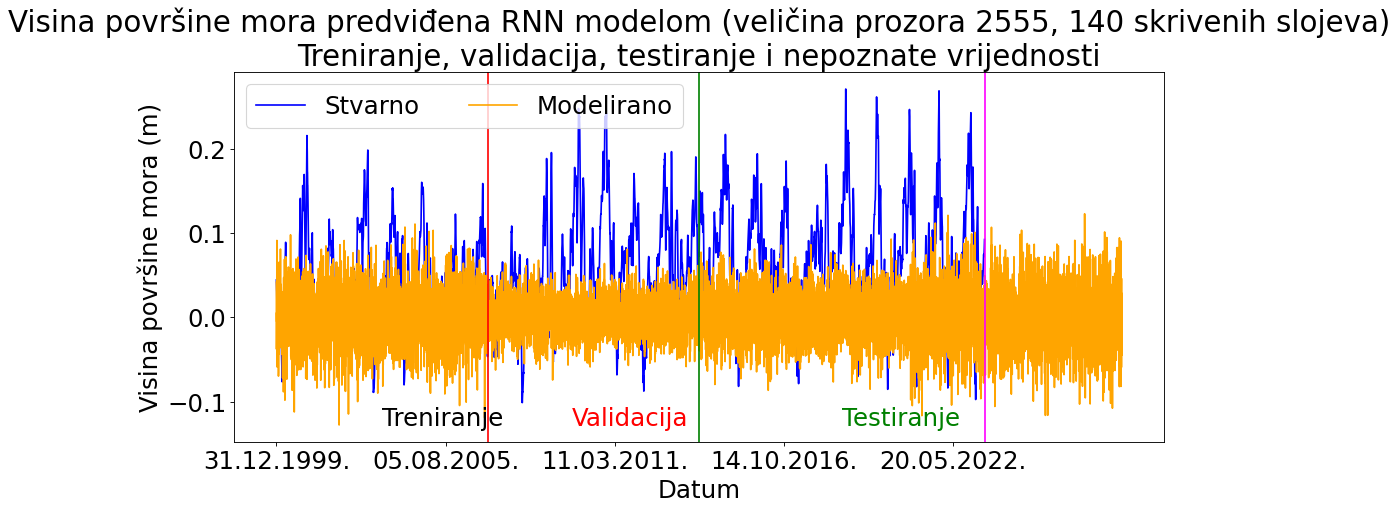 Visina površine mora predviđena RNN modelom (veličina prozora 2555, 140 skrivenih slojeva)
Treniranje, validacija, testiranje i nepoznate vrijednosti
Stvarno
Modelirano
Visina površine mora (m)
0.2
0.1
0.0
−0.1
Treniranje
Validacija
Testiranje
31.12.1999.
05.08.2005.
11.03.2011.
14.10.2016.
20.05.2022.
Datum